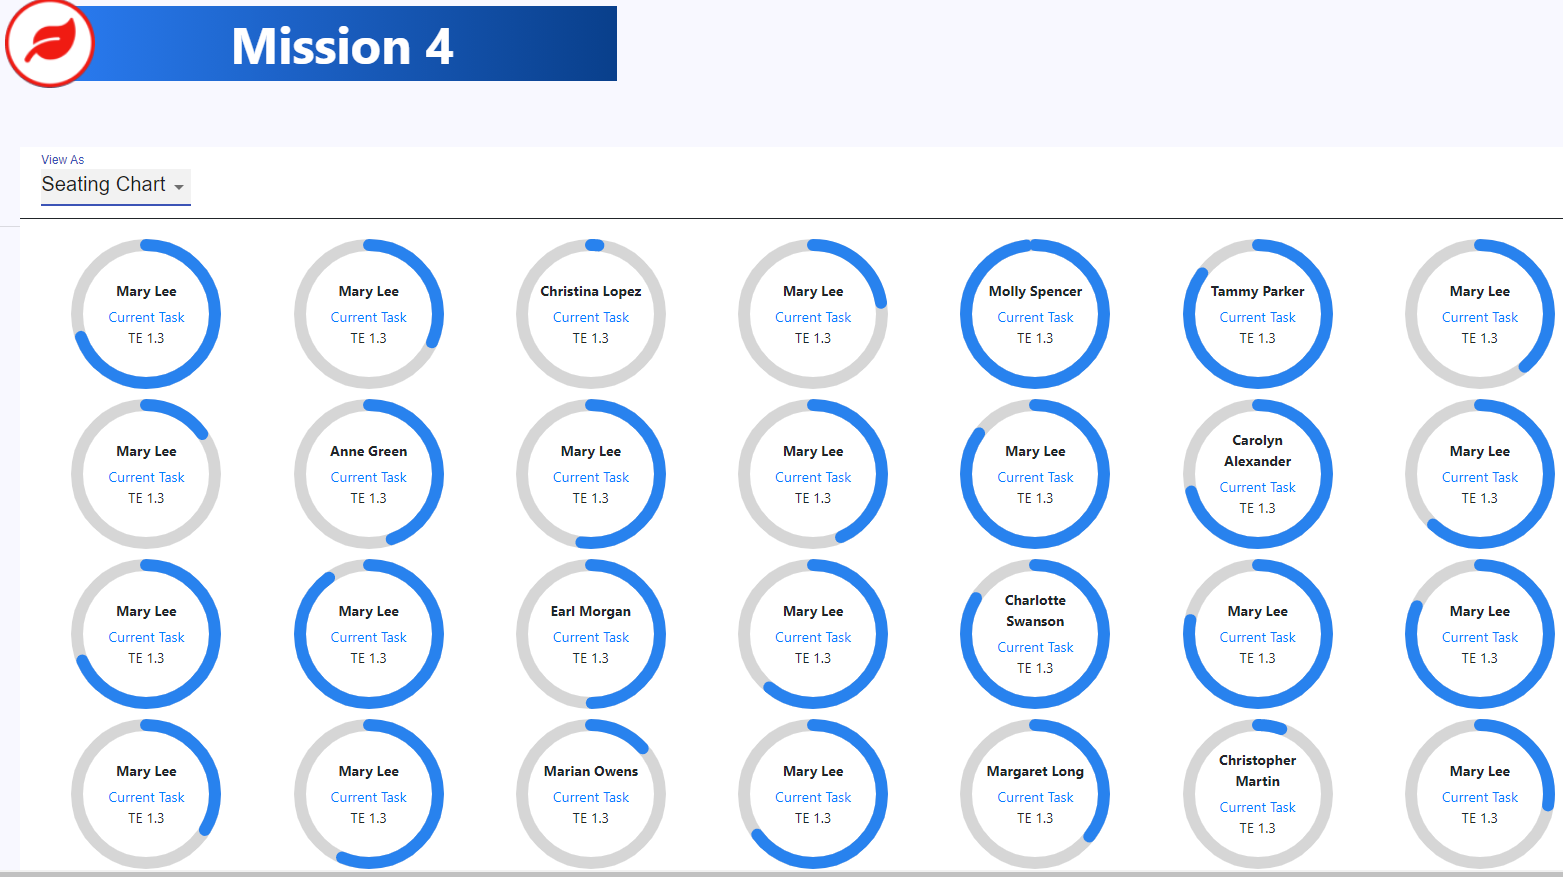 Mission 4
View As
Seating Chart
Mary Lee
Current Task
TE 1.3
Mary Lee
Current Task
TE 1.3
Christina Lopez
Current Task
TE 1.3
Mary Lee
Current Task
TE 1.3
Molly Spencer
Current Task
TE 1.3
Tammy Parker
Current Task
TE 1.3
Mary Lee
Current Task
TE 1.3
Mary Lee
Current Task
TE 1.3
Anne Green
Current Task
TE 1.3
Mary Lee
Current Task
TE 1.3
Mary Lee
Current Task
TE 1.3
Mary Lee
Current Task
TE 1.3
Carolyn
Alexander
Current Task
TE 1.3
Mary Lee
Current Task
TE 1.3
Mary Lee
Current Task
TE 1.3
Mary Lee
Current Task
TE 1.3
Earl Morgan
Current Task
TE 1.3
Mary Lee
Current Task
TE 1.3
Charlotte
Swanson
Current Task
TE 1.3
Mary Lee
Current Task
TE 1.3
Mary Lee
Current Task
TE 1.3
Mary Lee
Current Task
TE 1.3
Mary Lee
Current Task
TE 1.3
Marian Owens
Current Task
TE 1.3
Mary Lee
Current Task
TE 1.3
Margaret Long
Current Task
TE 1.3
Christopher
Martin
Current Task
TE 1.3
Mary Lee
Current Task
TE 1.3